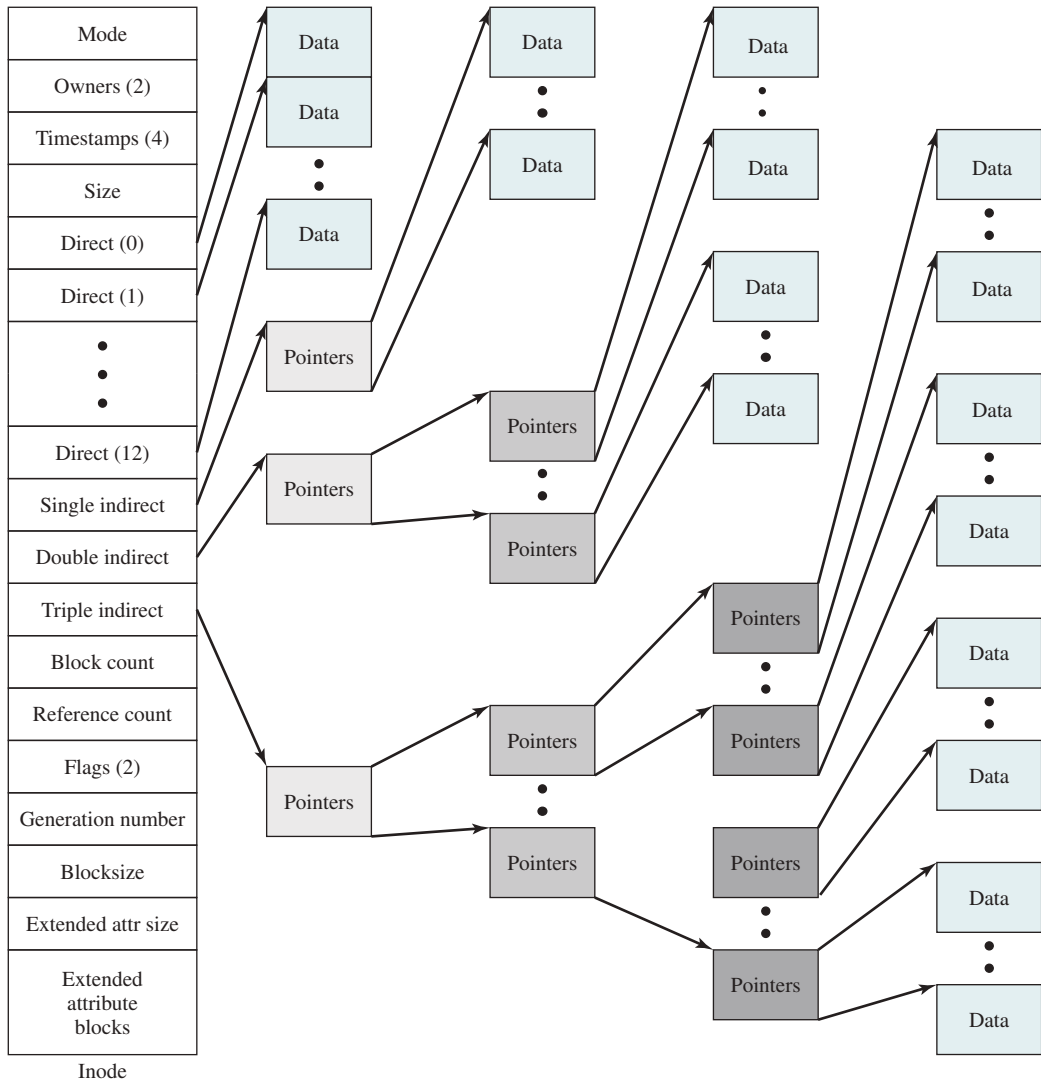 Mode
Owners (2)
Timestamps (4)
Size
Direct (0)
Direct (1)
Direct (12)
Single indirect
Double indirect
Triple indirect
Block count
Reference count
Flags (2)
Generation number
Blocksize
Extended attr size
Extended
attribute
blocks
Inode
Data
Data
Data
Pointers
Pointers
Pointers
Data
Data
Pointers
Pointers
Pointers
Pointers
Data
Data
Data
Data
Pointers
Pointers
Pointers
Pointers
Data
Data
Data
Data
Data
Data
Data
Data